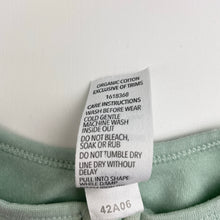 ORGANIC COTTON
EXCLUSIVE OF TRIMS
1618368
CARE INSTRUCTIONS
WASH BEFORE WEAR
COLD GENTLE
MACHINE WASH
INSIDE OUT
DO NOT BLEACH,
SOAK OR RUB
DO NOT TUMBLE DRY
LINE DRY WITHOUT
DELAY
PULL INTO SHAPE
WHILE DAMP
42A06